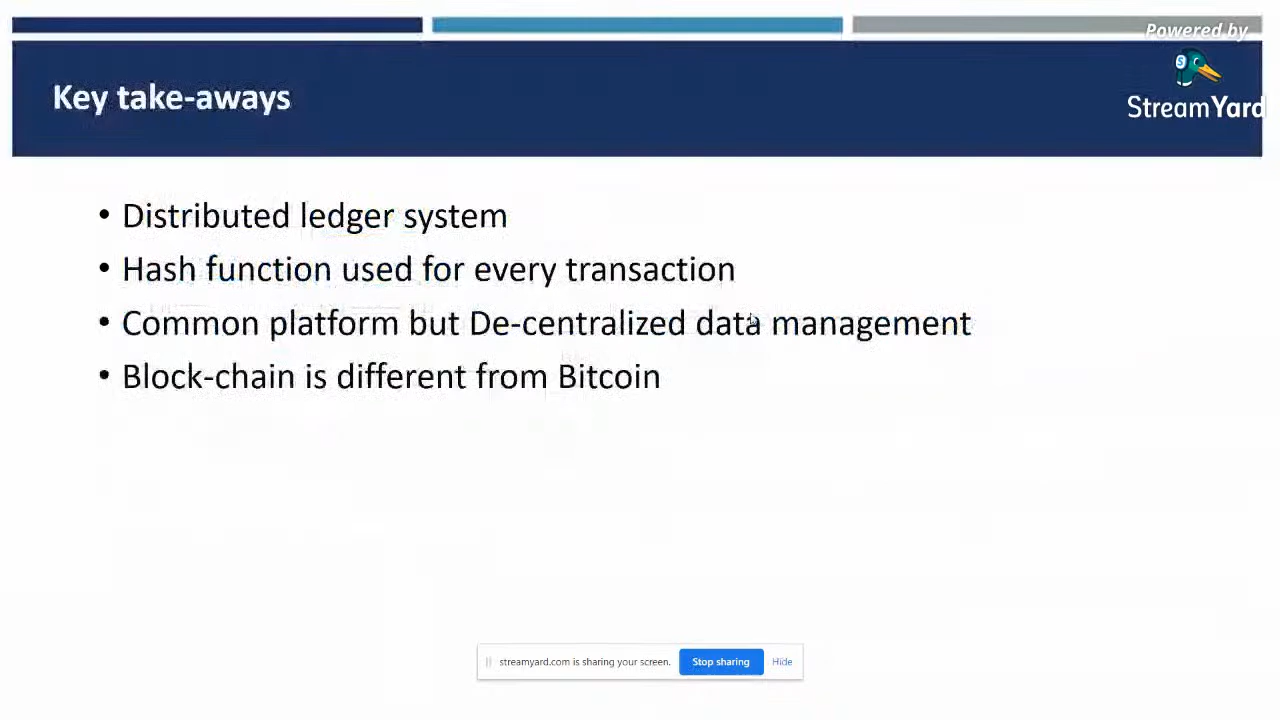 Powered by
Key take-aways
StreamYard
• Distributed ledger system
• Hash function used for every transaction
• Common platform but De-centralized data management
• Block-chain is different from Bitcoin
streamyard.com is sharing your screen. Stop sharing Hide